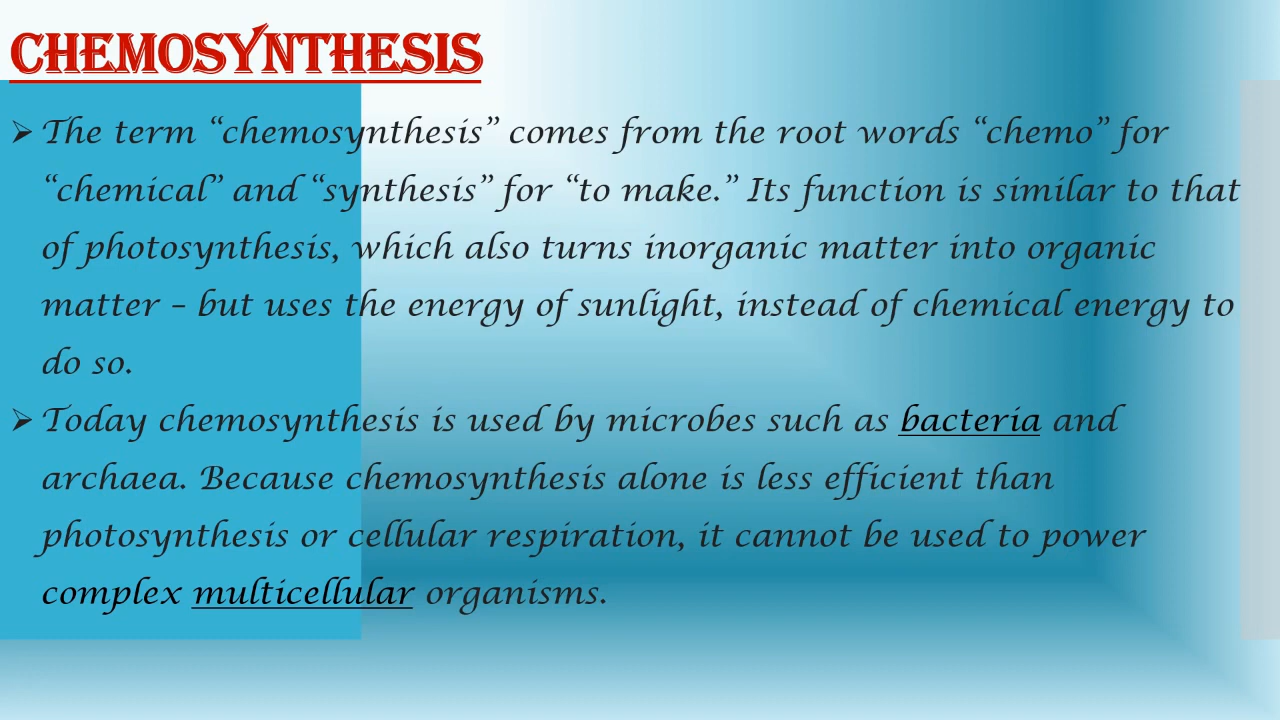 CHEMOSYNTHESIS
➢ The term “chemosynthesis” comes from the root words “chemo” for
“chemical” and “synthesis” for “to make.” Its function is similar to that
of photosynthesis, which also turns inorganic matter into organic
matter – but uses the energy of sunlight, instead of chemical energy to
do so.
➢ Today chemosynthesis is used by microbes such as bacteria and
archaea. Because chemosynthesis alone is less efficient than
photosynthesis or cellular respiration, it cannot be used to power
complex multicellular organisms.